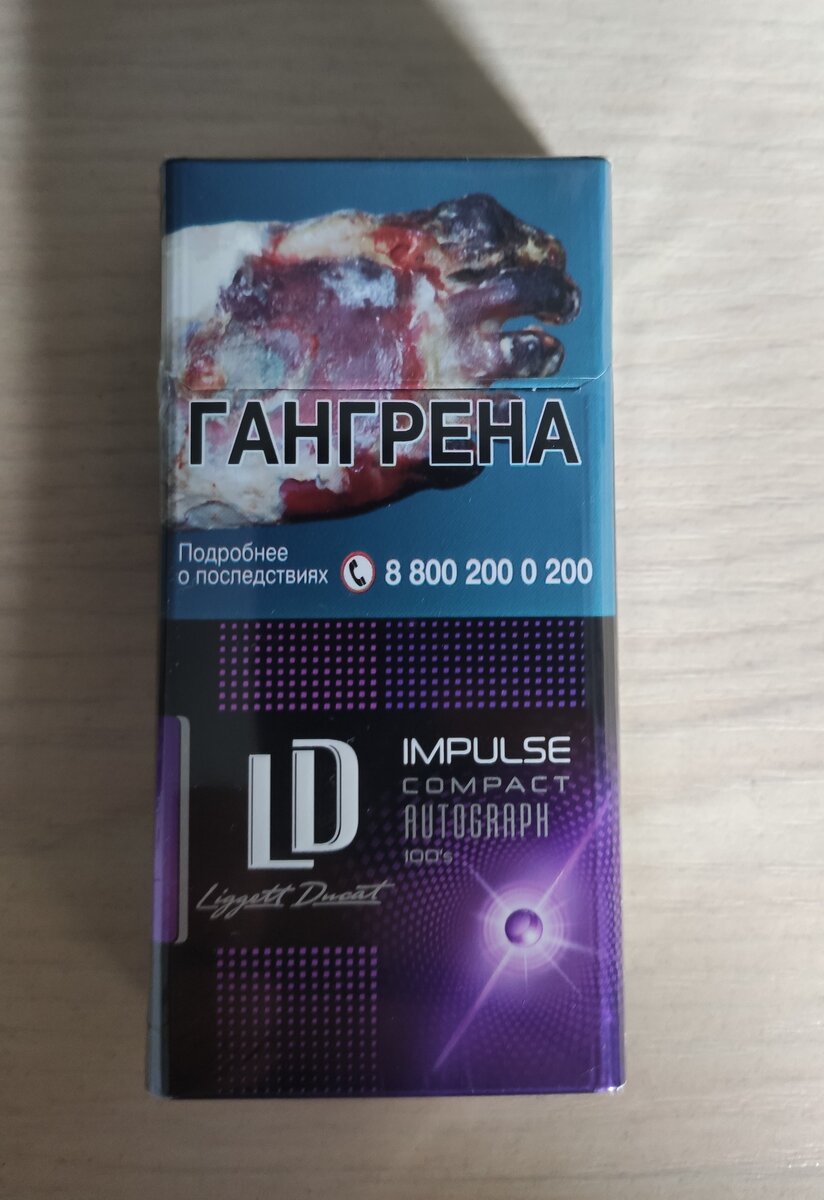 ГАНГРЕНА
Подробнее
о последствиях 8 800 200 0 200
LD
Liggett Ducat
IMPULSE
COMPACT
AUTOGRAPH
100's